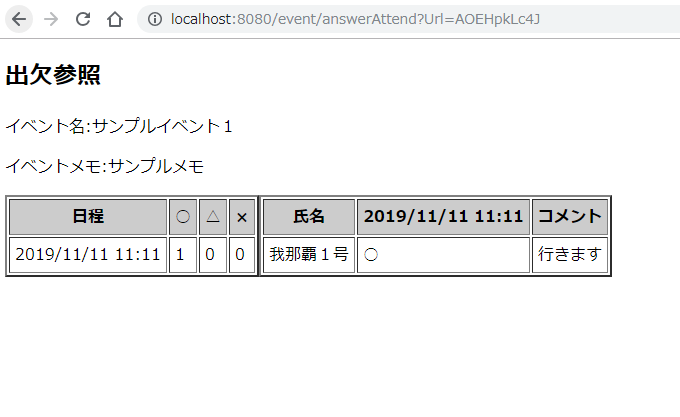 localhost:8080/event/answerAttend?Url=AOEHpkLc4J
出欠参照
イベント名:サンプルイベント１
イベントメモ:サンプルメモ
日程 ○ △ × 氏名 2019/11/11 11:11 コメント
2019/11/11 11:11 1 0 0 我那覇１号 ○ 行きます